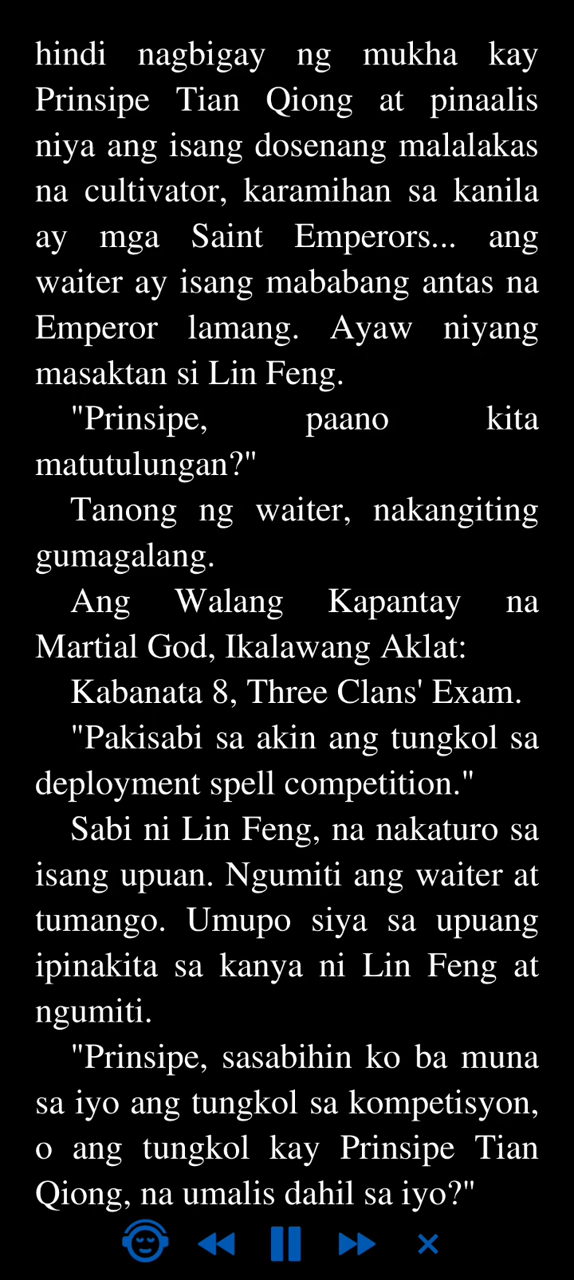 hindi nagbigay ng mukha kay
Prinsipe Tian Qiong at pinaalis
niya ang isang dosenang malalakas
na cultivator, karamihan sa kanila
ay mga Saint Emperors... ang
waiter ay isang mababang antas na
Emperor lamang. Ayaw niyang
masaktan si Lin Feng.
"Prinsipe, paano kita
matutulungan?"
Tanong ng waiter, nakangiting
gumagalang.
Ang Walang Kapantay na
Martial God, Ikalawang Aklat:
Kabanata 8, Three Clans' Exam.
"Pakisabi sa akin ang tungkol sa
deployment spell competition."
Sabi ni Lin Feng, na nakaturo sa
isang upuan. Ngumiti ang waiter at
tumango. Umupo siya sa upuang
ipinakita sa kanya ni Lin Feng at
ngumiti.
"Prinsipe, sasabihin ko ba muna
sa iyo ang tungkol sa kompetisyon,
o ang tungkol kay Prinsipe Tian
Qiong, na umalis dahil sa iyo?"